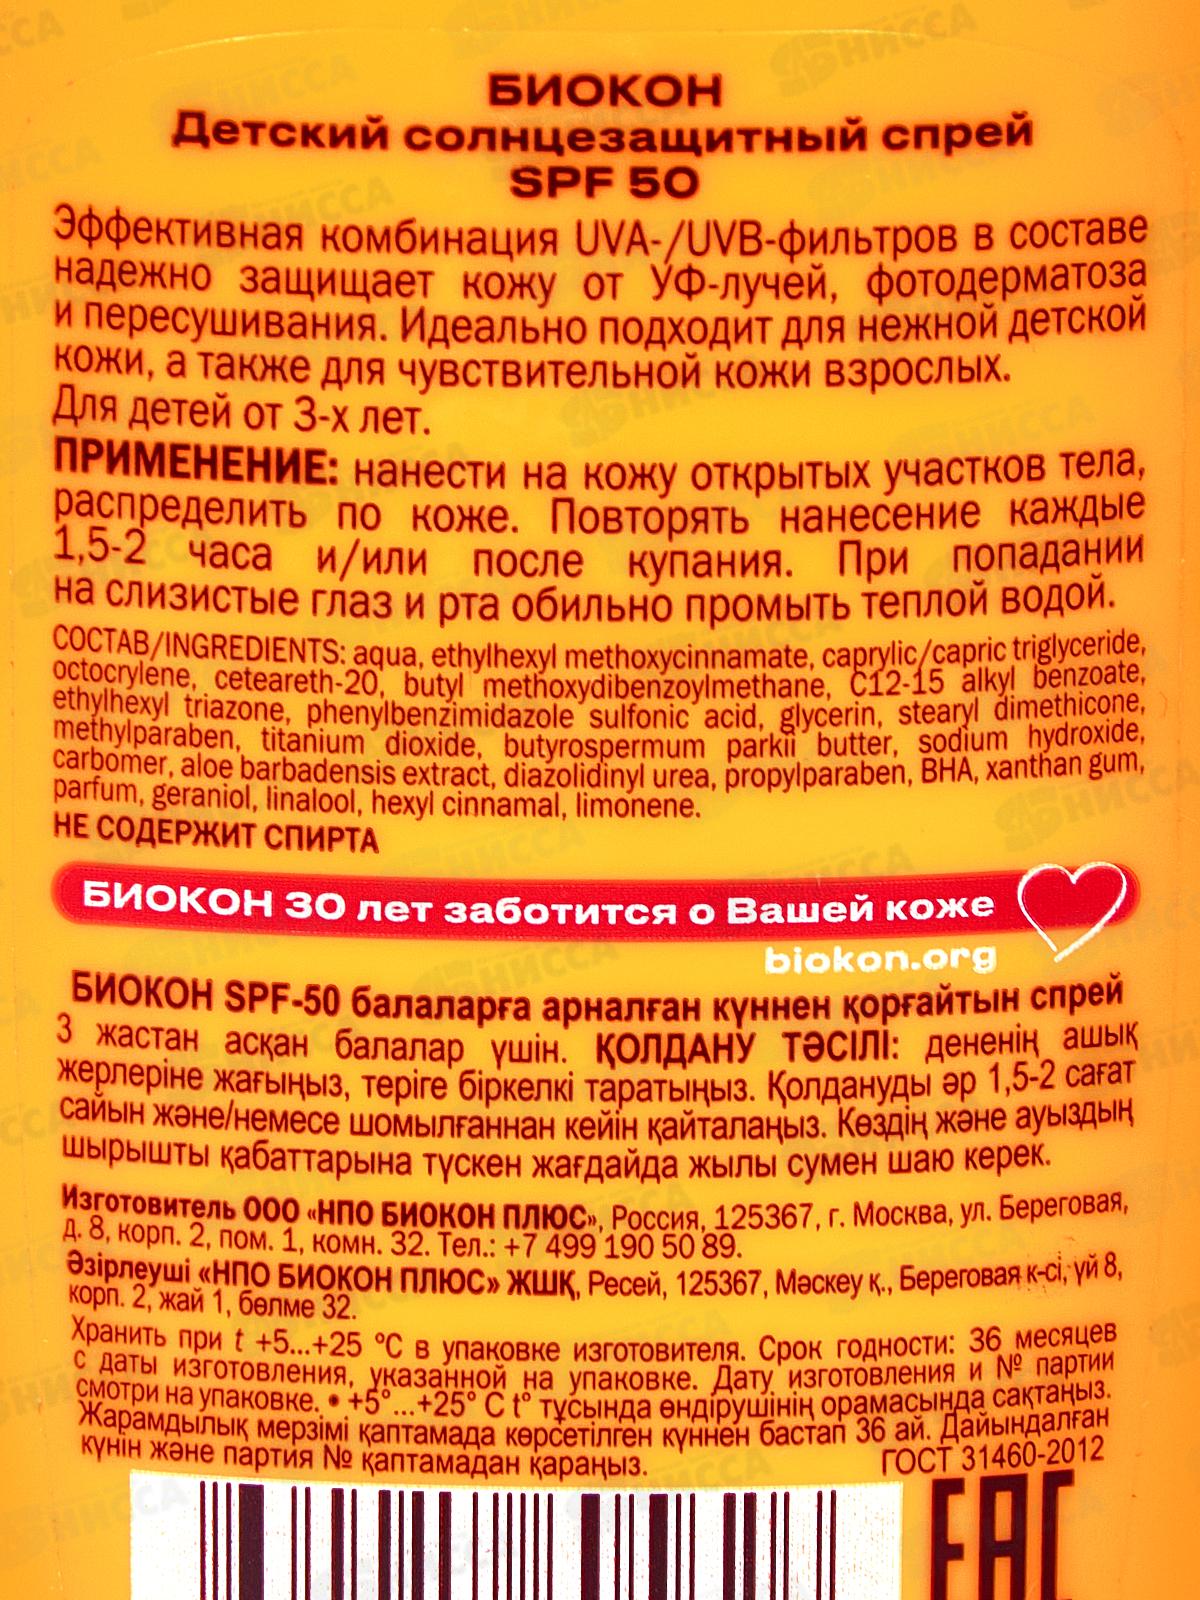 БИОКОН
Детский солнцезащитный спрей
SPF 50
Эффективная комбинация UVA-/UVB-фильтров в составе
надежно защищает кожу от УФ-лучей, фотодерматоза
и пересушивания. Идеально подходит для нежной детской
кожи, а также для чувствительной кожи взрослых.
Для детей от 3-х лет.
ПРИМЕНЕНИЕ: нанести на кожу открытых участков тела,
распределить по коже. Повторять нанесение каждые
1,5-2 часа и/или после купания. При попадании
на слизистые глаз и рта обильно промыть теплой водой.
СОСТАВ/INGREDIENTS: aqua, ethylhexyl methoxycinnamate, caprylic/capric triglyceride,
octocrylene, ceteareth-20, butyl methoxydibenzoylmethane, C12-15 alkyl benzoate,
ethylhexyl triazone, phenylbenzimidazole sulfonic acid, glycerin, stearyl dimethicone,
methylparaben, titanium dioxide, butyrospermum parkii butter, sodium hydroxide,
carbomer, aloe barbadensis extract, diazolidinyl urea, propylparaben, BHA, xanthan gum,
parfum, geraniol, linalool, hexyl cinnamal, limonene.
НЕ СОДЕРЖИТ СПИРТА
БИОКОН 30 лет заботится о Вашей коже
biokon.org
БИОКОН SPF-50 балаларға арналған күннен қорғайтын спрей
3 жастан асқан балалар үшін. ҚОЛДАНУ ТӘСІЛІ: дененің ашық
жерлеріне жағыңыз, теріге біркелкі таратыңыз. Қолдануды әр 1,5-2 сағат
сайын және/немесе шомылғаннан кейін қайталаңыз. Көздің және ауыздың
шырышты қабаттарына түскен жағдайда жылы сумен шаю керек.
Изготовитель ООО «НПО БИОКОН ПЛЮС», Россия, 125367, г. Москва, ул. Береговая,
д. 8, корп. 2, пом. 1, комн. 32. Тел.: +7 499 190 50 89.
Әзірлеуші «НПО БИОКОН ПЛЮС» ЖШҚ, Ресей, 125367, Мәскеу қ., Береговая к-сі, үй 8,
корп. 2, жай 1, бөлме 32.
Хранить при t +5...+25 °С в упаковке изготовителя. Срок годности: 36 месяцев
с даты изготовления, указанной на упаковке. Дату изготовления и № партии
смотри на упаковке. • +5°...+25° С t° тұсында өндірушінің орамасында сақтаңыз.
Жарамдылық мерзімі қаптамада көрсетілген күннен бастап 36 ай. Дайындалған
күнін және партия № қаптамадан қараңыз.
ГОСТ 31460-2012
ЕАС